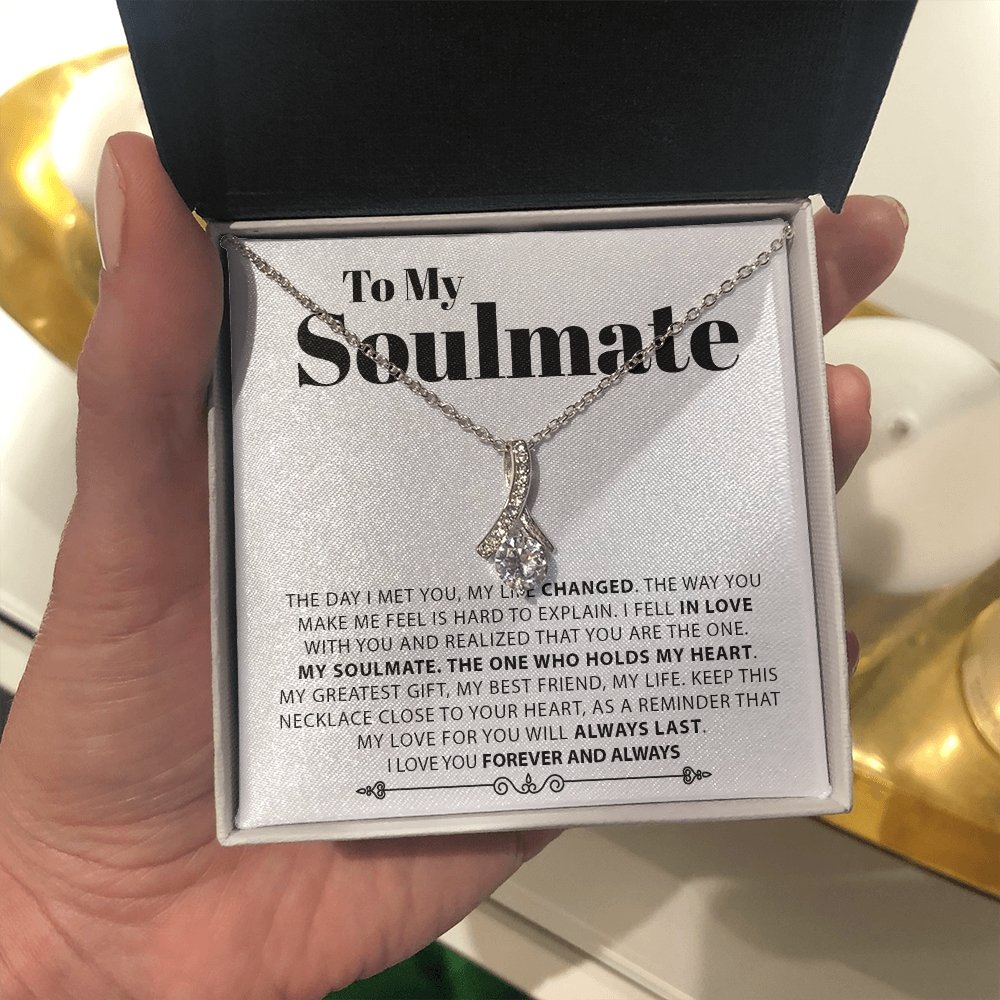 To My
Soulmate
THE DAY I MET YOU, MY LIFE CHANGED. THE WAY YOU
MAKE ME FEEL IS HARD TO EXPLAIN. I FELL IN LOVE
WITH YOU AND REALIZED THAT YOU ARE THE ONE.
MY SOULMATE. THE ONE WHO HOLDS MY HEART.
MY GREATEST GIFT, MY BEST FRIEND, MY LIFE. KEEP THIS
NECKLACE CLOSE TO YOUR HEART, AS A REMINDER THAT
MY LOVE FOR YOU WILL ALWAYS LAST.
I LOVE YOU FOREVER AND ALWAYS